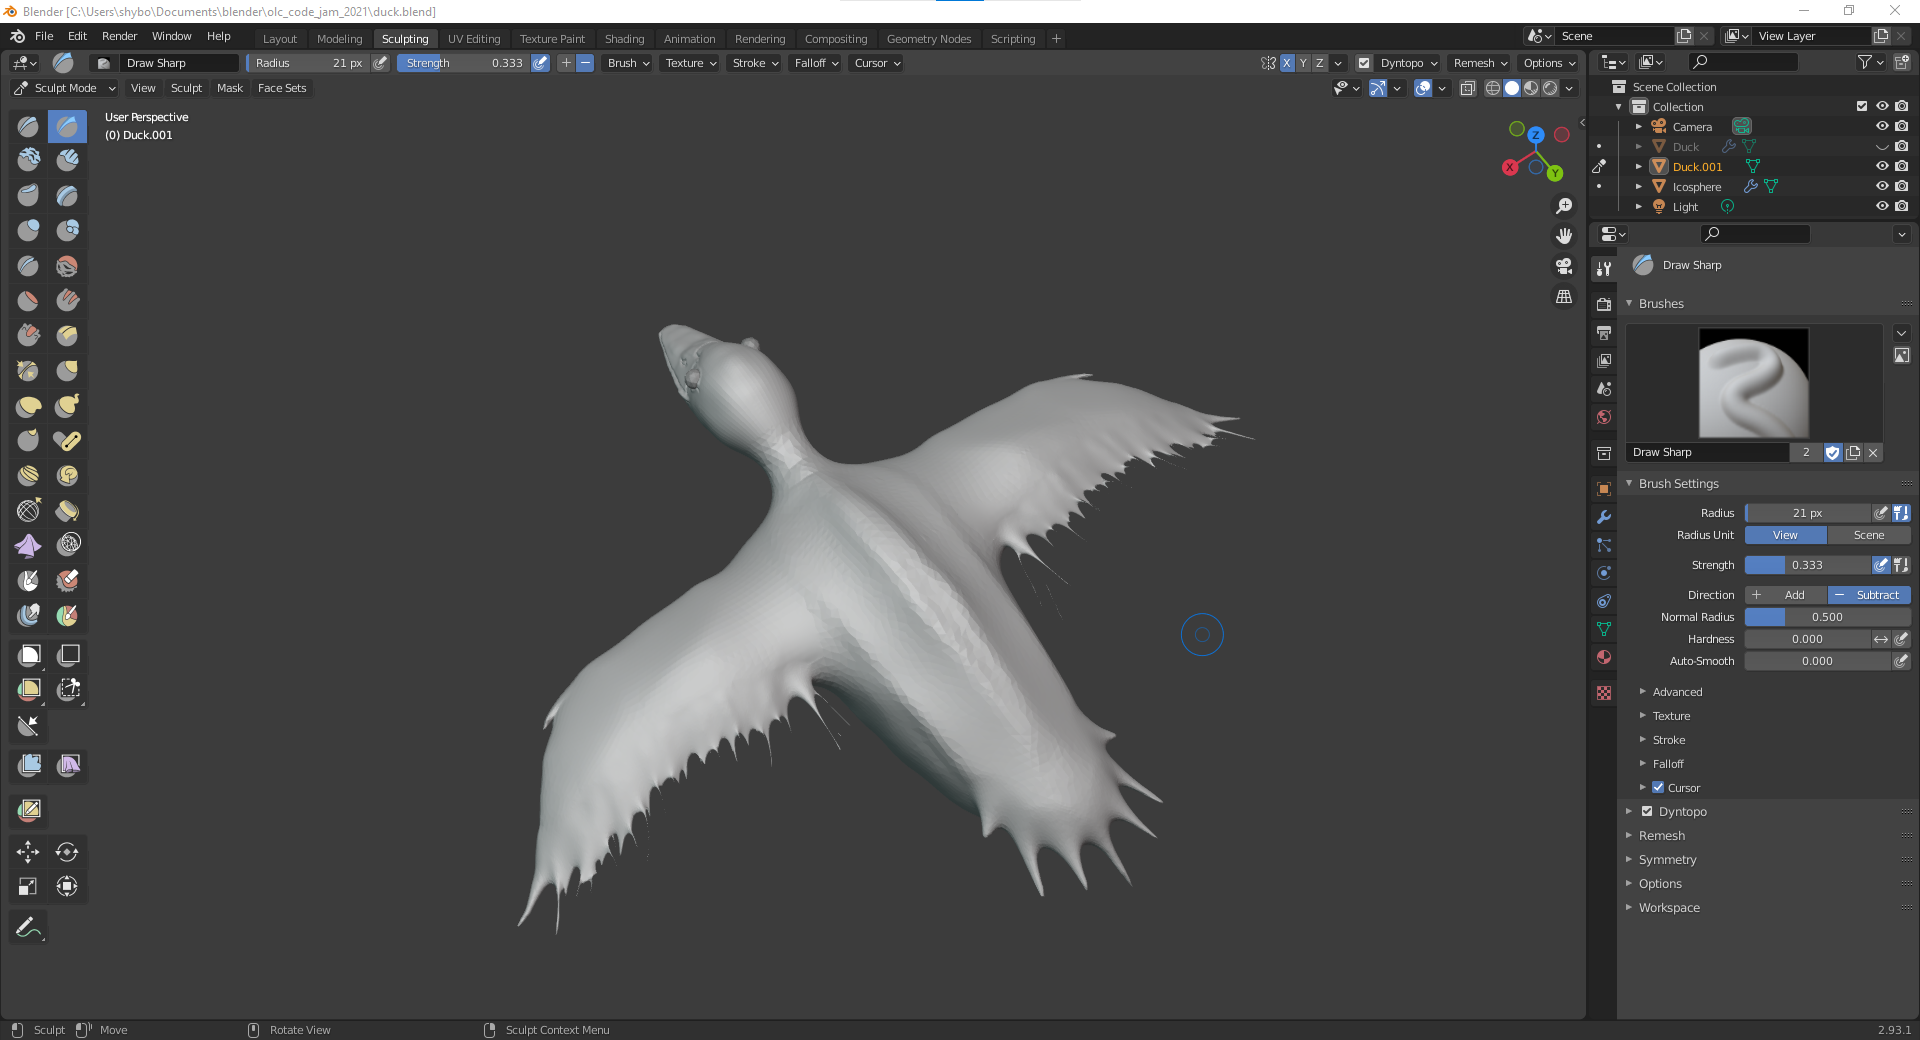 Blender [C:\Users\shybo\Documents\blender\olc_code_jam_2021\duck.blend]
File Edit Render Window Help Layout Modeling Sculpting UV Editing Texture Paint Shading Animation Rendering Compositing Geometry Nodes Scripting + Scene View Layer
Draw Sharp Radius 21 px Strength 0.333 Brush Texture Stroke Falloff Cursor X Y Z Dyntopo Remesh Options
Sculpt Mode View Sculpt Mask Face Sets
User Perspective
(0) Duck.001
Z
X
Y
Scene Collection
Collection
Camera
Duck
Duck.001
Icosphere
Light
Draw Sharp
Brushes
Draw Sharp 2
Brush Settings
Radius 21 px
Radius Unit View Scene
Strength 0.333
Direction + Add − Subtract
Normal Radius 0.500
Hardness 0.000
Auto-Smooth 0.000
Advanced
Texture
Stroke
Falloff
Cursor
Dyntopo
Remesh
Symmetry
Options
Workspace
Sculpt Move Rotate View Sculpt Context Menu 2.93.1